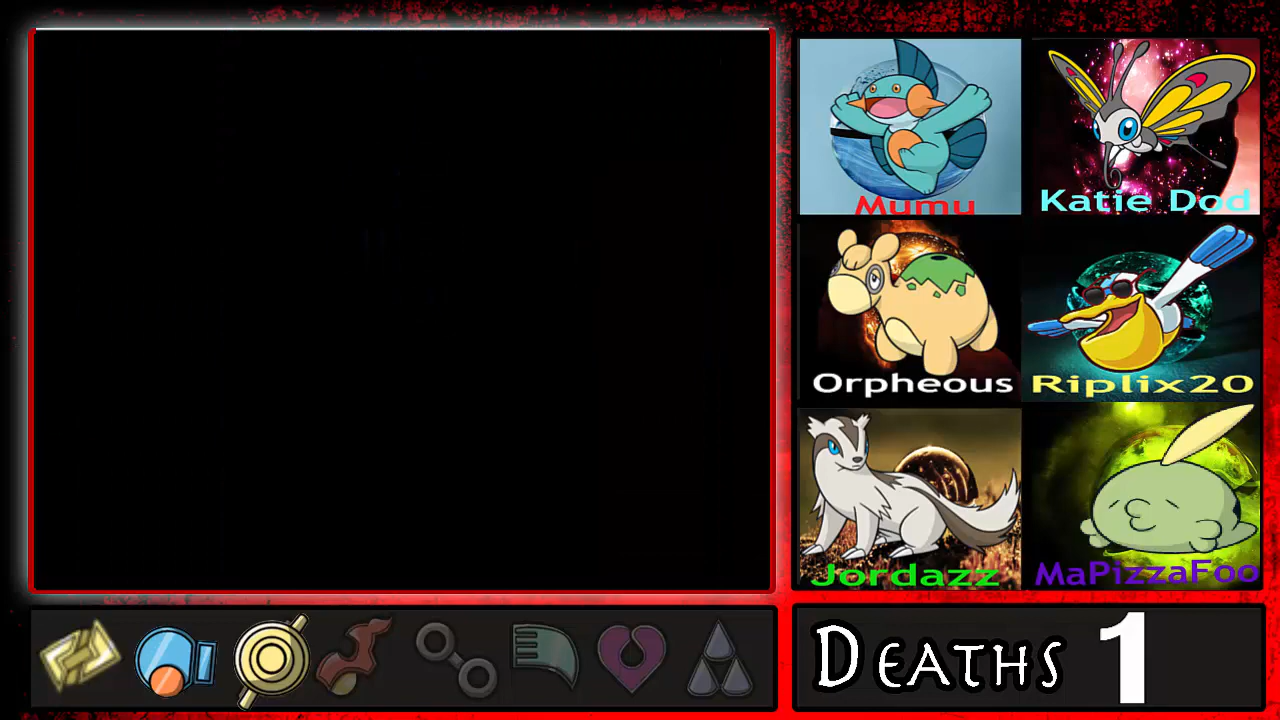 Mumu
Katie Dod
Orpheous
Riplix20
Jordazz
MaPizzaFoo
DEATHS 1